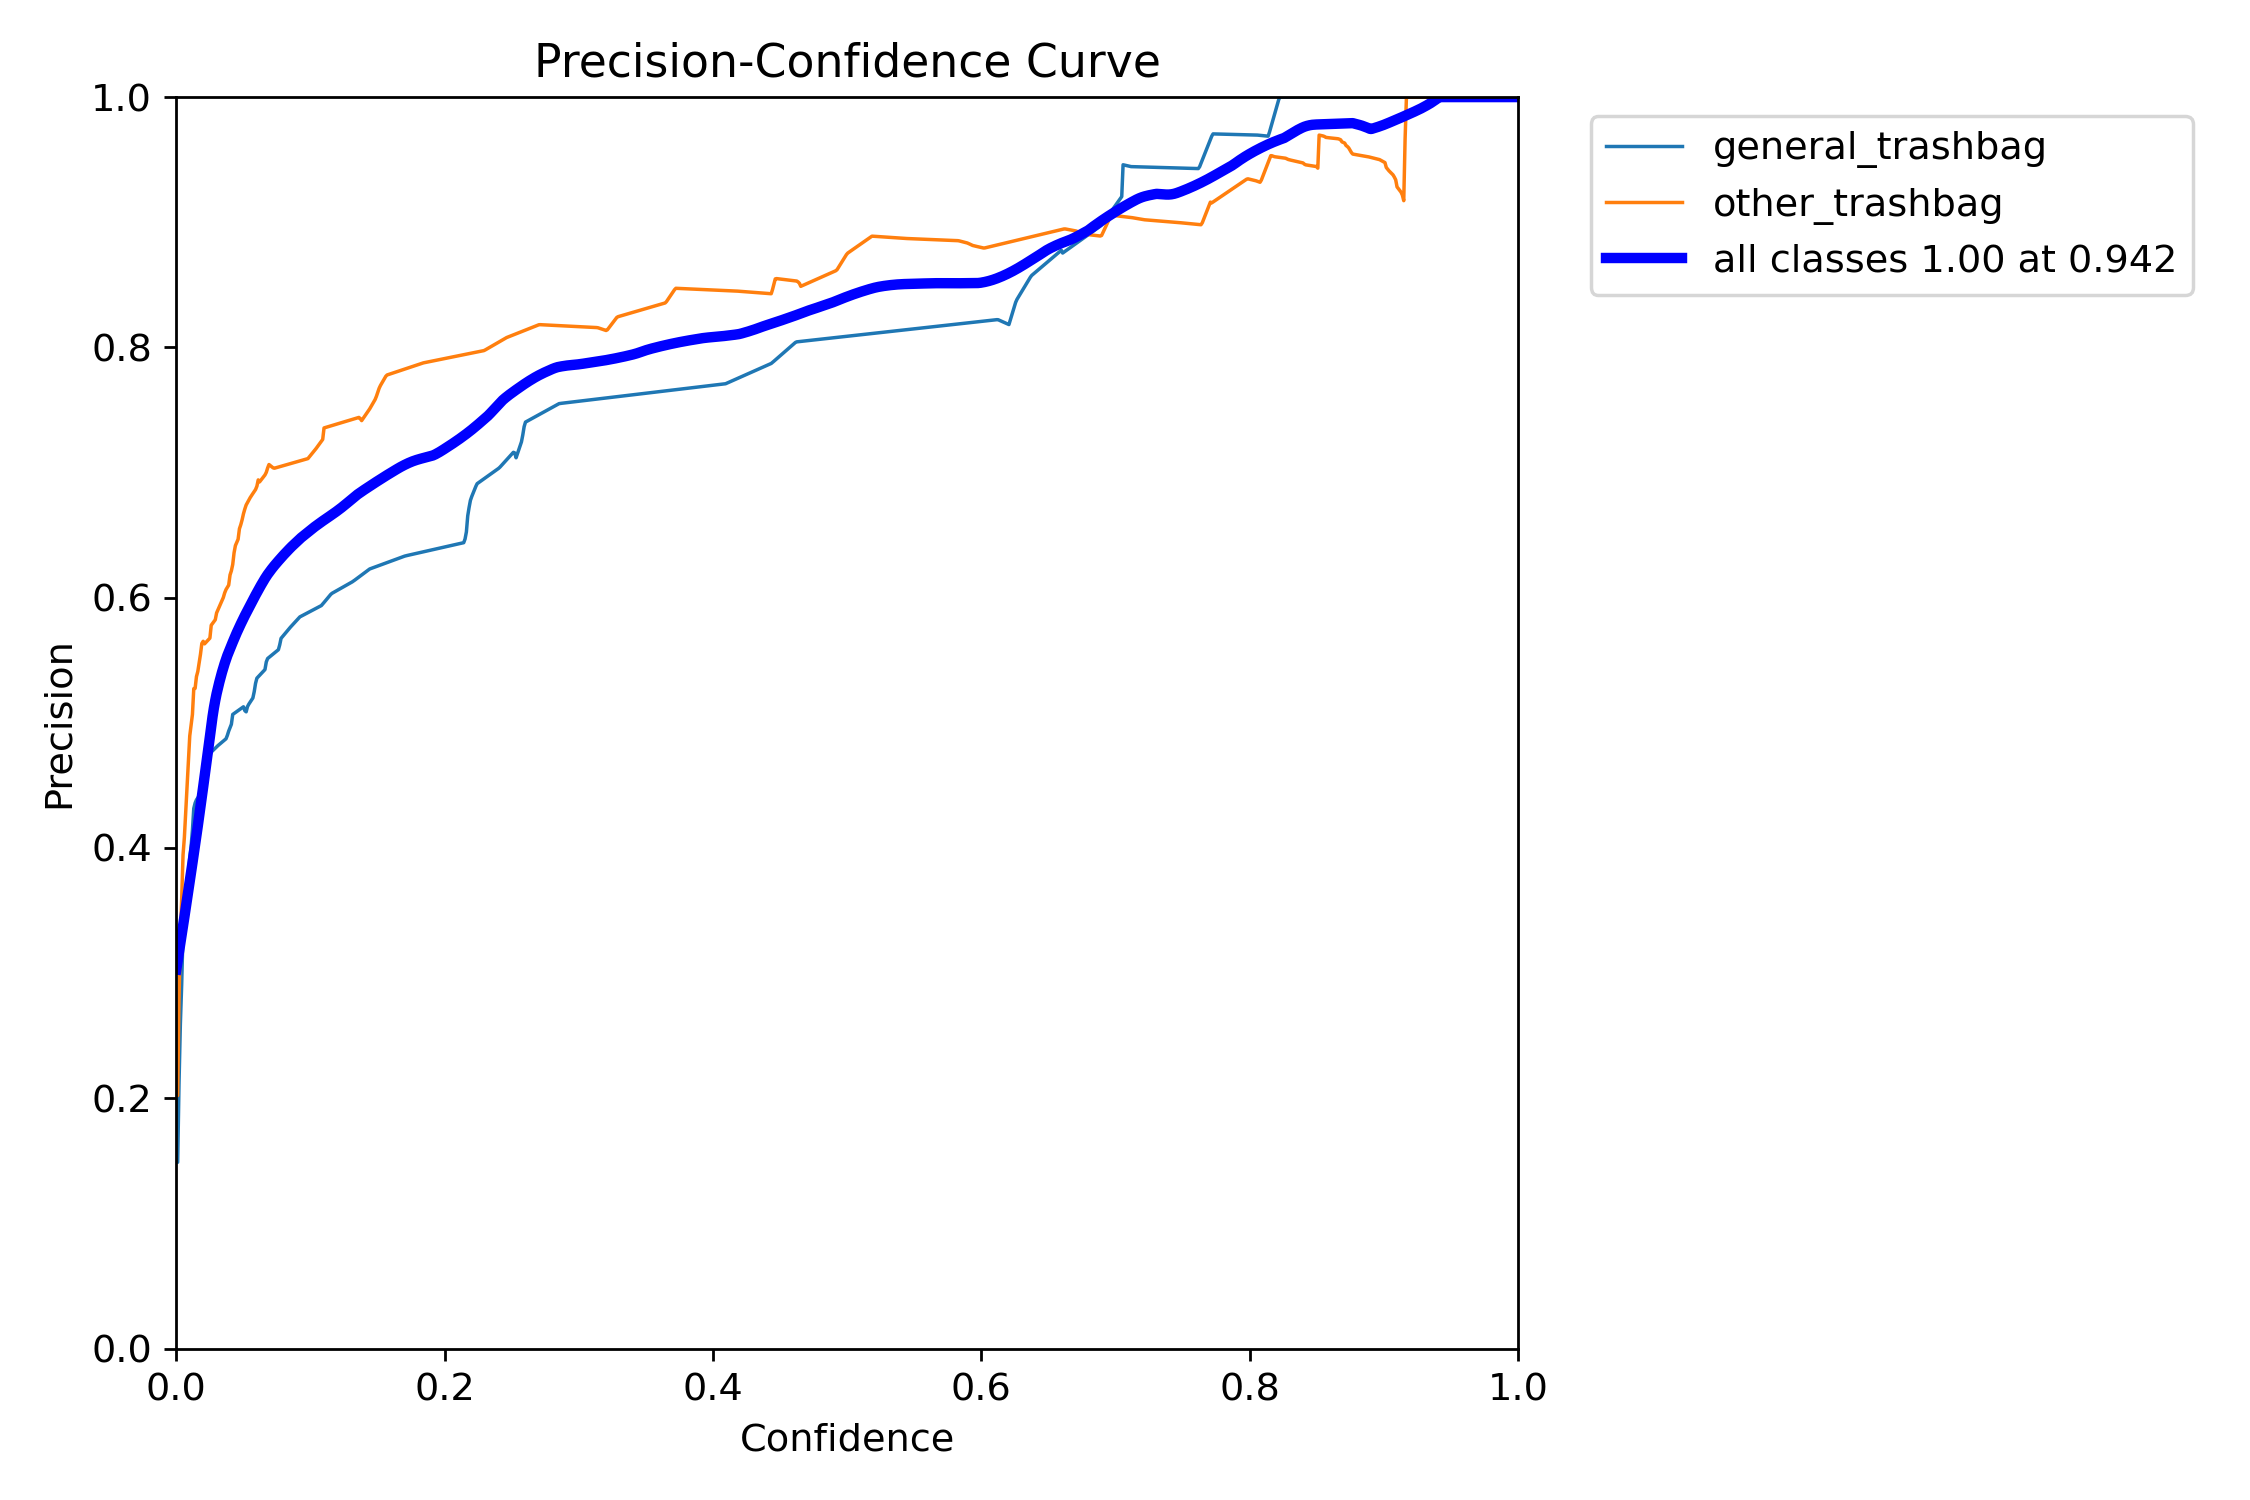 Precision-Confidence Curve
1.0
0.8
0.6
0.4
0.2
0.0
Precision
0.0 0.2 0.4 0.6 0.8 1.0
Confidence
general_trashbag
other_trashbag
all classes 1.00 at 0.942